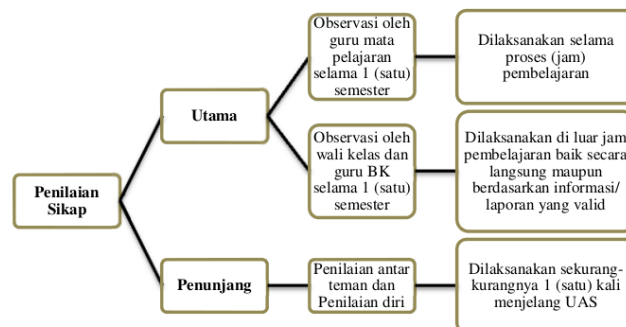 Penilaian
Sikap
Utama
Observasi oleh
guru mata
pelajaran
selama 1 (satu)
semester
Dilaksanakan selama
proses (jam)
pembelajaran
Observasi oleh
wali kelas dan
guru BK
selama 1 (satu)
semester
Dilaksanakan di luar jam
pembelajaran baik secara
langsung maupun
berdasarkan informasi/
laporan yang valid
Penunjang
Penilaian antar
teman dan
Penilaian diri
Dilaksanakan sekurang-
kurangnya 1 (satu) kali
menjelang UAS